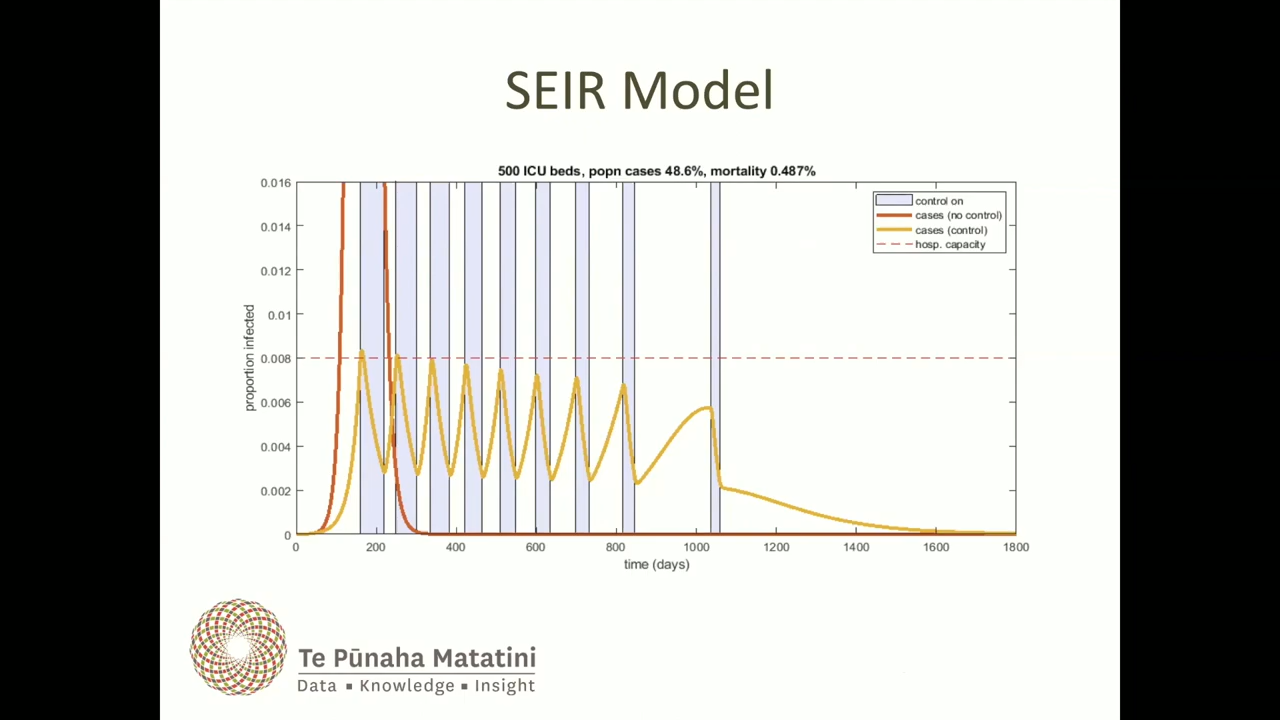 SEIR Model
500 ICU beds, popn cases 48.6%, mortality 0.487%
0.016
0.014
0.012
0.01
0.008
0.006
0.004
0.002
0
proportion infected
control on
cases (no control)
cases (control)
hosp. capacity
0 200 400 600 800 1000 1200 1400 1600 1800
time (days)
Te Pūnaha Matatini
Data ▪ Knowledge ▪ Insight